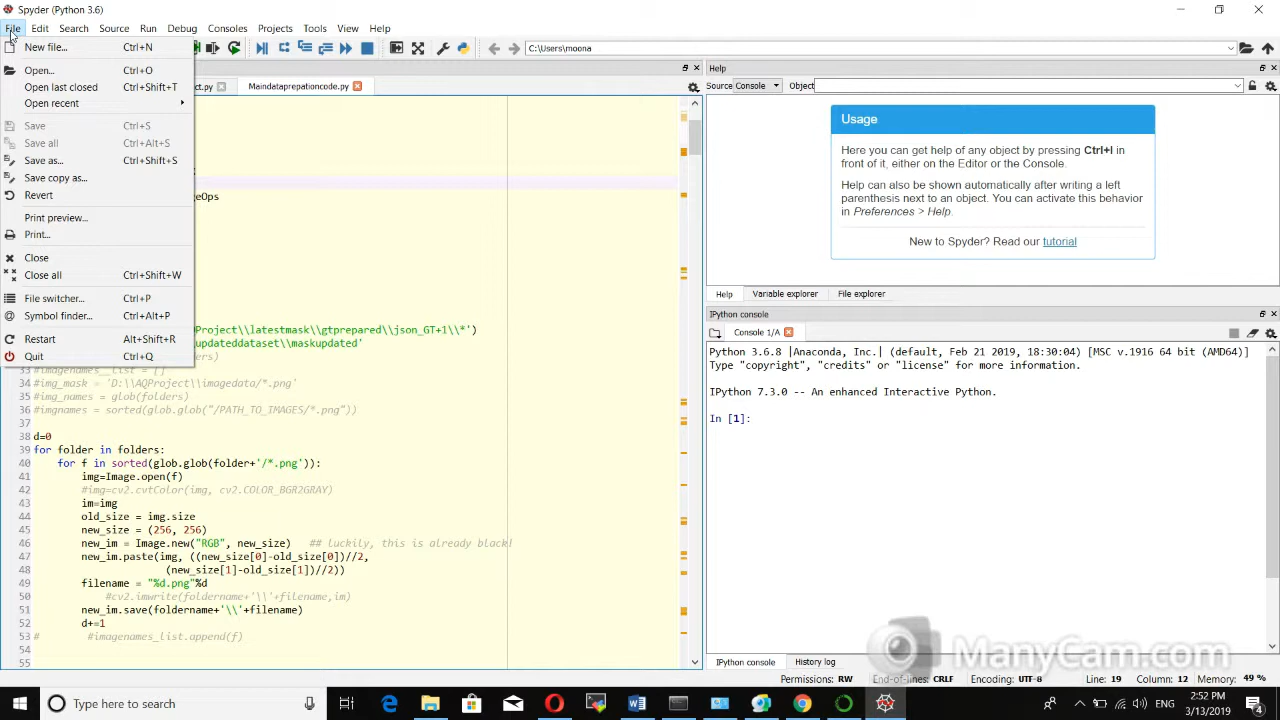 Spyder (Python 3.6)
File Edit Search Source Run Debug Consoles Projects Tools View Help
New file... Ctrl+N
Open... Ctrl+O
Open last closed Ctrl+Shift+T
Open recent
Save Ctrl+S
Save all Ctrl+Alt+S
Save as... Ctrl+Shift+S
Save copy as...
Revert
Print preview...
Print...
Close
Close all Ctrl+Shift+W
File switcher... Ctrl+P
Symbol finder... Ctrl+Alt+P
Restart Alt+Shift+R
Quit Ctrl+Q
C:\Users\moona
ct.py
Maindataprepationcode.py
geOps
Project\\latestmask\\gtprepared\\json_GT+1\\*')
updateddataset\\maskupdated'
ers)
33 #imagenames__list = []
34 #img_mask = 'D:\\AQProject\\imagedata/*.png'
35 #img_names = glob(folders)
36 #imgnames = sorted(glob.glob("/PATH_TO_IMAGES/*.png"))
37
38 d=0
39 for folder in folders:
40 for f in sorted(glob.glob(folder+'/*.png')):
41 img=Image.open(f)
42 #img=cv2.cvtColor(img, cv2.COLOR_BGR2GRAY)
43 im=img
44 old_size = img.size
45 new_size = (256, 256)
46 new_im = Image.new("RGB", new_size) ## luckily, this is already black!
47 new_im.paste(img, ((new_size[0]-old_size[0])//2,
48 (new_size[1]-old_size[1])//2))
49 filename = "%d.png"%d
50 #cv2.imwrite(foldername+'\\'+filename,im)
51 new_im.save(foldername+'\\'+filename)
52 d+=1
53 # #imagenames_list.append(f)
54
55
Help
Source Console Object
Usage
Here you can get help of any object by pressing Ctrl+I in
front of it, either on the Editor or the Console.
Help can also be shown automatically after writing a left
parenthesis next to an object. You can activate this behavior
in Preferences > Help.
New to Spyder? Read our tutorial
Help Variable explorer File explorer
IPython console
Console 1/A
Python 3.6.8 |Anaconda, Inc.| (default, Feb 21 2019, 18:30:04) [MSC v.1916 64 bit (AMD64)]
Type "copyright", "credits" or "license" for more information.
IPython 7.3.0 -- An enhanced Interactive Python.
In [1]:
ManyCam.com
IPython console History log
Permissions: RW End-of-lines: CRLF Encoding: UTF-8 Line: 19 Column: 12 Memory: 49 %
Type here to search
2:52 PM
3/13/2019
4